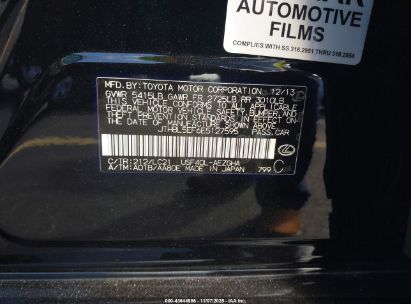 AUTOMOTIVE
FILMS
COMPLIES WITH SS 316.2951 THRU 316.2954
MFD. BY: TOYOTA MOTOR CORPORATION 12/13
GVWR 5415LB GAWR FR 2725LB RR 3010LB
THIS VEHICLE CONFORMS TO ALL APPLICABLE
FEDERAL MOTOR VEHICLE SAFETY, BUMPER, AND
THEFT PREVENTION STANDARDS IN EFFECT ON
THE DATE OF MANUFACTURE SHOWN ABOVE.
JTHBL5EF5E5127595 PASS.CAR
C/TR: 212/LC21 USF40L-AEZGHA
A/TM: A01B/AA80E MADE IN JAPAN 799 C